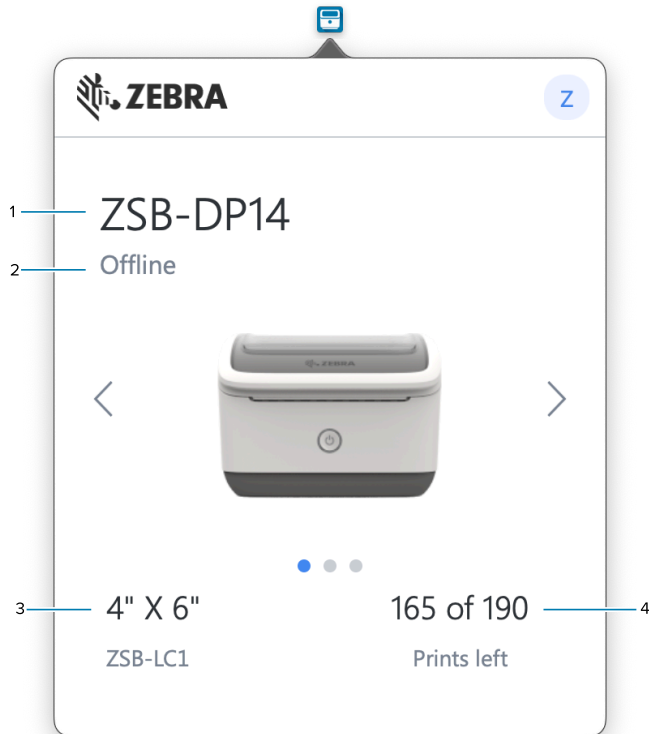 ZEBRA
Z
1
ZSB-DP14
2
Offline
ZEBRA
3
4" X 6"
165 of 190
4
ZSB-LC1
Prints left